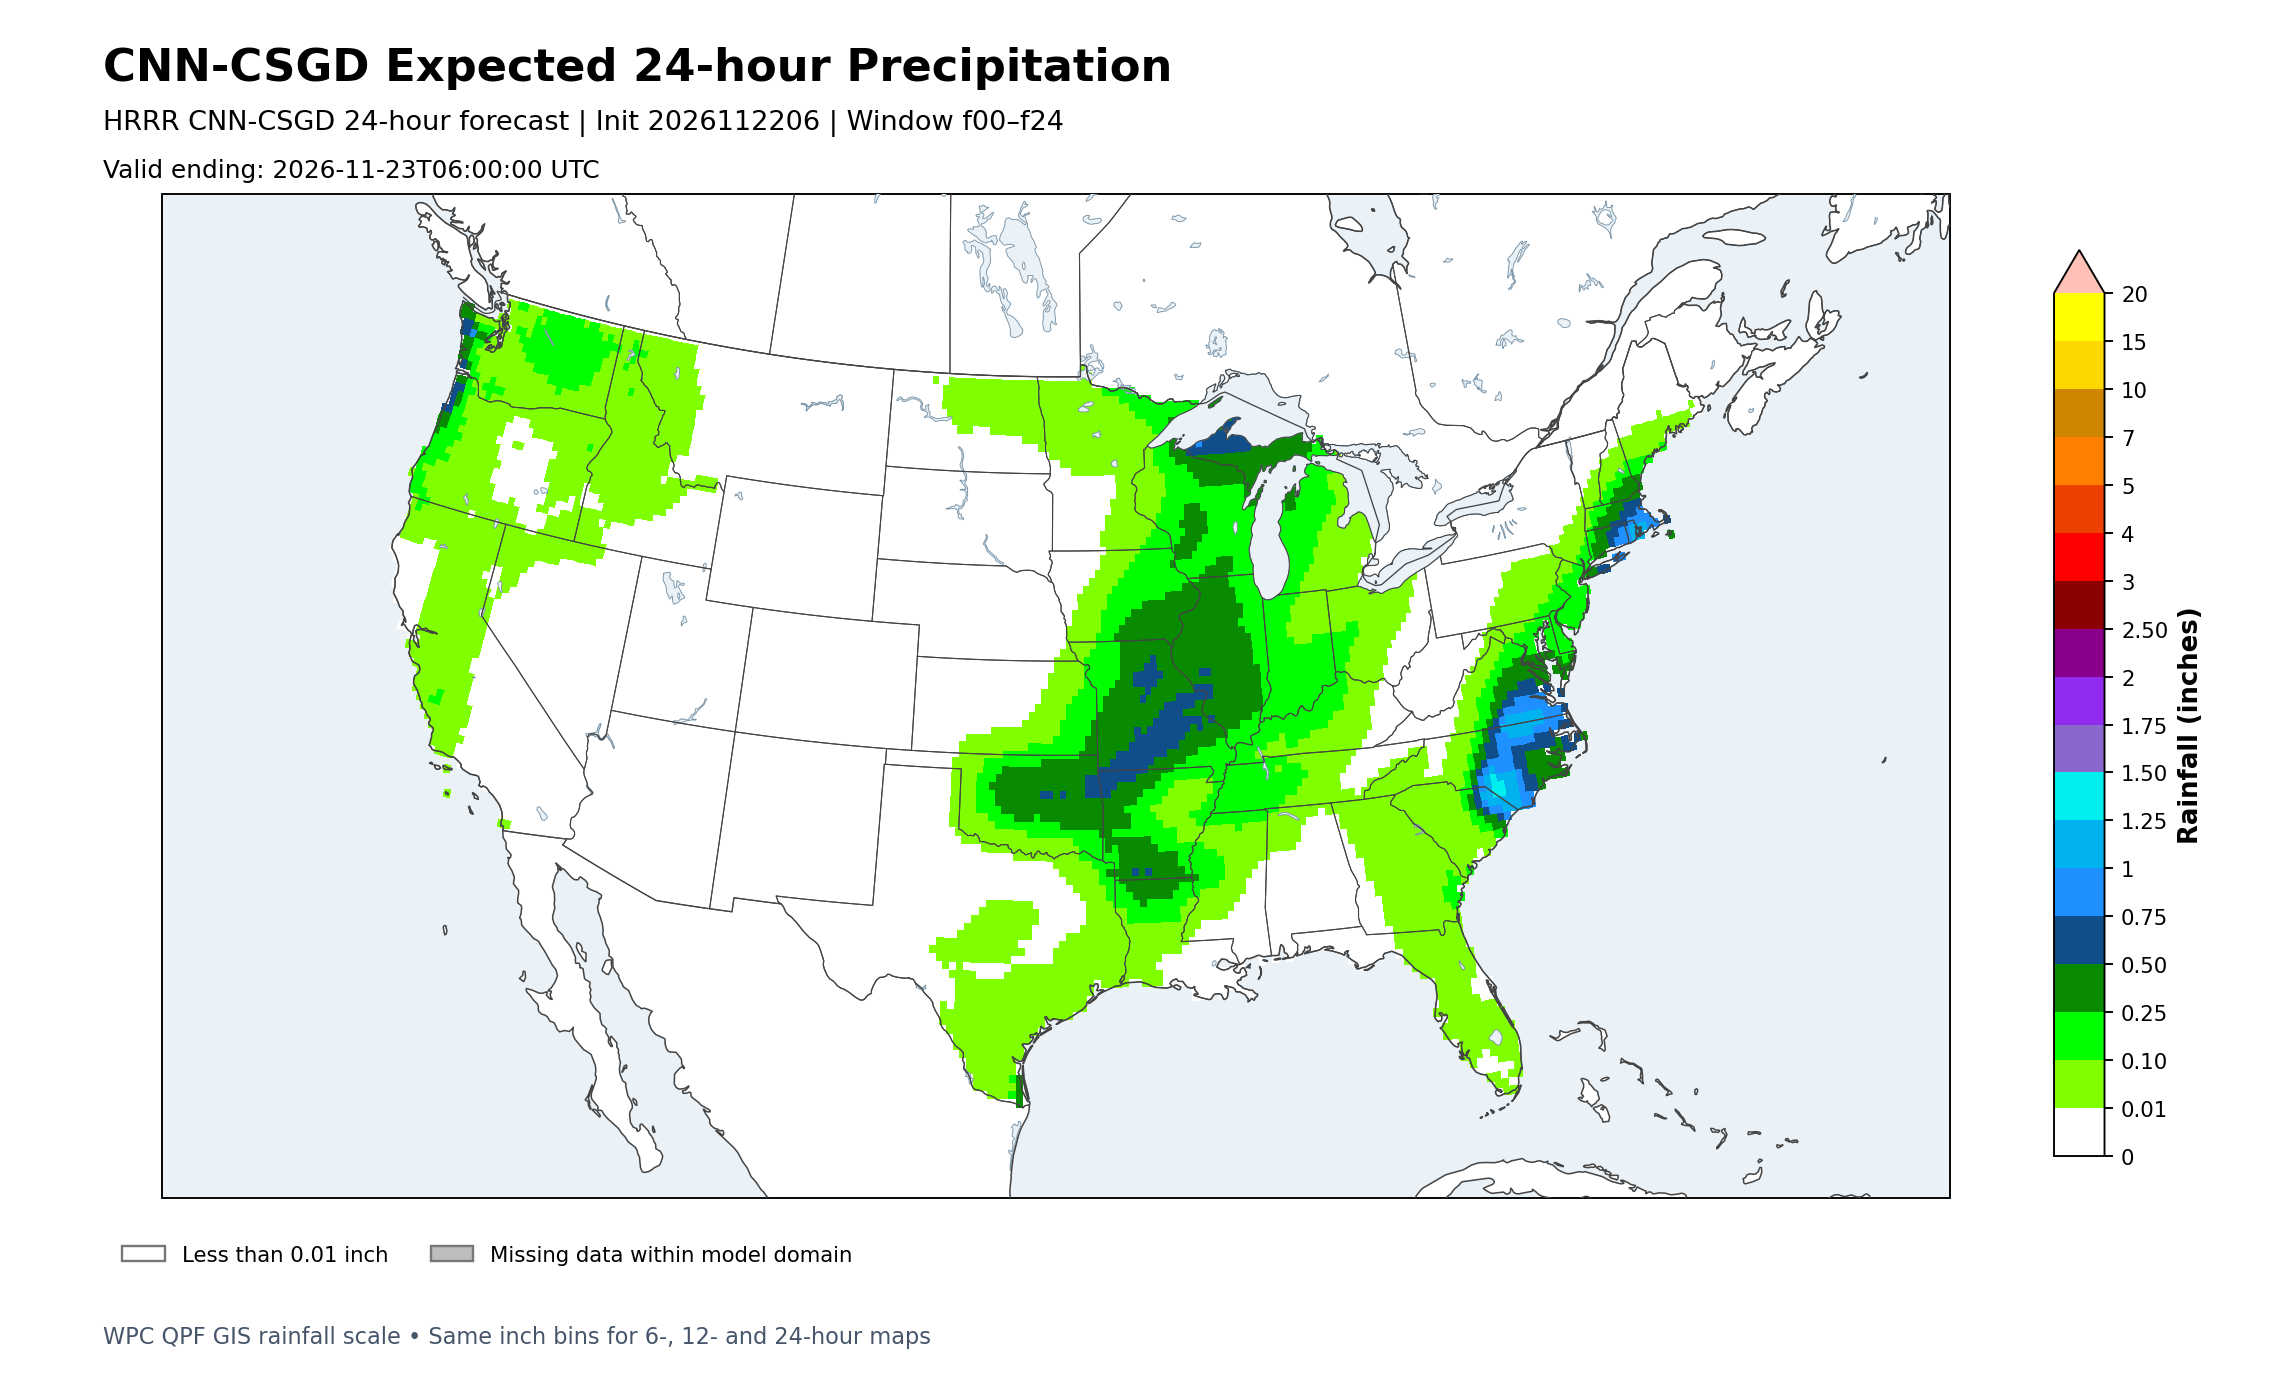 CNN-CSGD Expected 24-hour Precipitation
HRRR CNN-CSGD 24-hour forecast | Init 2026112206 | Window f00–f24
Valid ending: 2026-11-23T06:00:00 UTC
20
15
10
7
5
4
3
2.50
2
1.75
1.50
1.25
1
0.75
0.50
0.25
0.10
0.01
0
Rainfall (inches)
Less than 0.01 inch
Missing data within model domain
WPC QPF GIS rainfall scale • Same inch bins for 6-, 12- and 24-hour maps